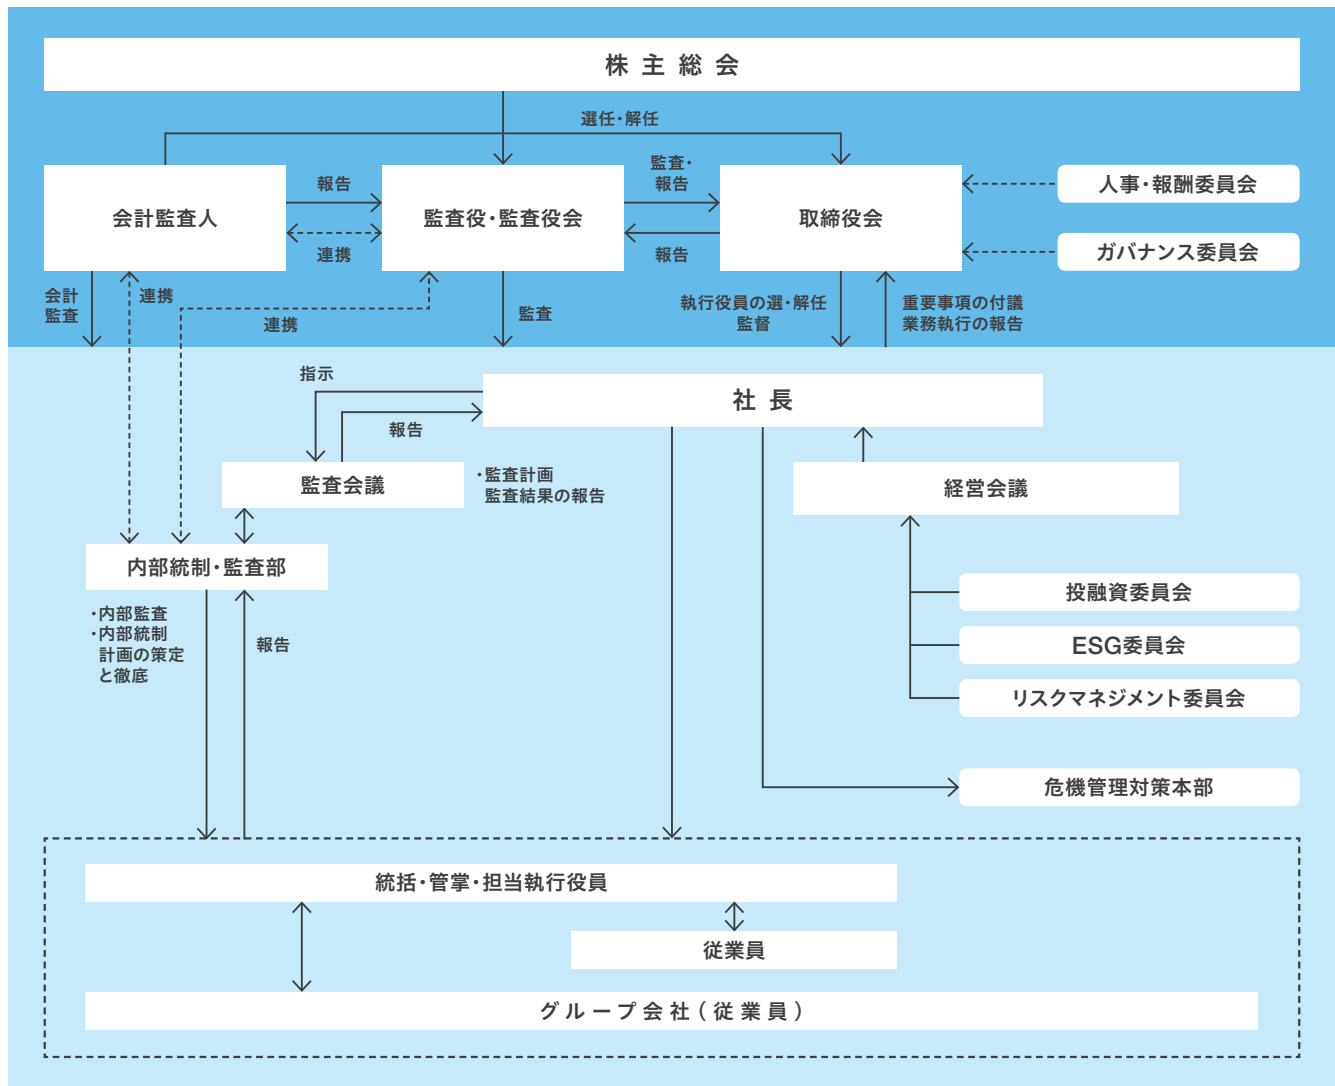 株主総会
選任・解任
会計監査人
報告
連携
監査役・監査役会
監査・
報告
報告
取締役会
人事・報酬委員会
ガバナンス委員会
会計
監査
連携
連携
監査
執行役員の選・解任
監督
重要事項の付議
業務執行の報告
指示
社長
報告
監査会議
・監査計画
監査結果の報告
経営会議
内部統制・監査部
・内部監査
・内部統制
計画の策定
と徹底
報告
投融資委員会
ESG委員会
リスクマネジメント委員会
危機管理対策本部
統括・管掌・担当執行役員
従業員
グループ会社（従業員）